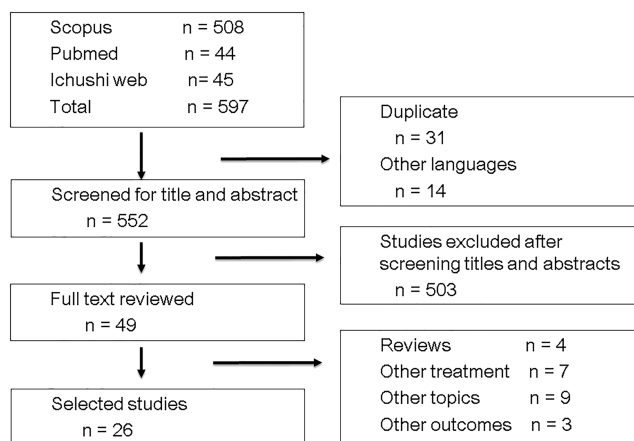 Scopus n = 508
Pubmed n = 44
Ichushi web n= 45
Total n = 597
Duplicate
n = 31
Other languages
n = 14
Screened for title and abstract
n = 552
Studies excluded after
screening titles and abstracts
n = 503
Full text reviewed
n = 49
Reviews n = 4
Other treatment n = 7
Other topics n = 9
Other outcomes n = 3
Selected studies
n = 26